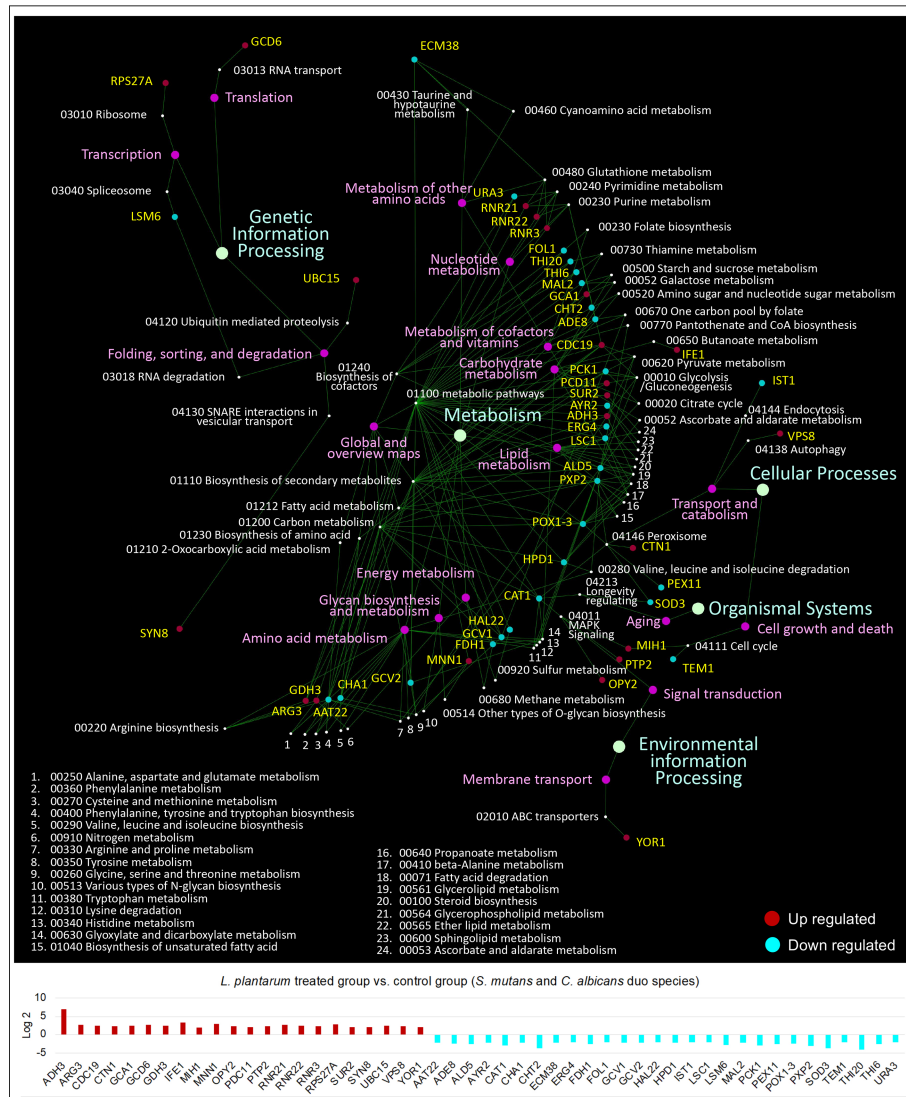 GCD6
ECM38
03013 RNA transport
RPS27A
00430 Taurine and
hypotaurine
metabolism
Translation
00460 Cyanoamino acid metabolism
03010 Ribosome
Transcription
00480 Glutathione metabolism
03040 Spliceosome
Metabolism of other
amino acids
URA3
00240 Pyrimidine metabolism
RNR21
00230 Purine metabolism
LSM6
RNR22
Genetic
Information
Processing
RNR3
00230 Folate biosynthesis
FOL1
00730 Thiamine metabolism
Nucleotide
metabolism
THI20
THI6
00500 Starch and sucrose metabolism
UBC15
MAL2
00052 Galactose metabolism
GCA1
00520 Amino sugar and nucleotide sugar metabolism
CHT2
00670 One carbon pool by folate
04120 Ubiquitin mediated proteolysis
ADE8
00770 Pantothenate and CoA biosynthesis
Metabolism of cofactors
and vitamins
00650 Butanoate metabolism
CDC19
IFE1
Folding, sorting, and degradation
Carbohydrate
metabolism
00620 Pyruvate metabolism
01240
Biosynthesis of
cofactors
03018 RNA degradation
PCK1
00010 Glycolysis
/Gluconeogenesis
IST1
PCD11
01100 metabolic pathways
SUR2
00020 Citrate cycle
04130 SNARE interactions in
vesicular transport
Metabolism
AYR2
04144 Endocytosis
ADH3
00052 Ascorbate and aldarate metabolism
ERG4
24
VPS8
Global and
overview maps
LSC1
23
04138 Autophagy
Lipid
metabolism
22
21
ALD5
20
Cellular Processes
01110 Biosynthesis of secondary metabolites
PXP2
19
18
17
Transport and
catabolism
01212 Fatty acid metabolism
16
01200 Carbon metabolism
15
POX1-3
01230 Biosynthesis of amino acid
04146 Peroxisome
01210 2-Oxocarboxylic acid metabolism
CTN1
HPD1
00280 Valine, leucine and isoleucine degradation
Energy metabolism
04213
Longevity
regulating
PEX11
Glycan biosynthesis
and metabolism
CAT1
SOD3
Organismal Systems
04011
MAPK
Signaling
Aging
Cell growth and death
SYN8
Amino acid metabolism
HAL22
GCV1
14
13
12
11
FDH1
MIH1
04111 Cell cycle
MNN1
PTP2
TEM1
00920 Sulfur metabolism
GDH3
CHA1
GCV2
OPY2
Signal transduction
ARG3
AAT22
00680 Methane metabolism
00514 Other types of O-glycan biosynthesis
00220 Arginine biosynthesis
1 2 3 4 5 6
7 8 9 10
Environmental
information
Processing
Membrane transport
02010 ABC transporters
YOR1
1. 00250 Alanine, aspartate and glutamate metabolism
2. 00360 Phenylalanine metabolism
3. 00270 Cysteine and methionine metabolism
4. 00400 Phenylalanine, tyrosine and tryptophan biosynthesis
5. 00290 Valine, leucine and isoleucine biosynthesis
6. 00910 Nitrogen metabolism
7. 00330 Arginine and proline metabolism
8. 00350 Tyrosine metabolism
9. 00260 Glycine, serine and threonine metabolism
10. 00513 Various types of N-glycan biosynthesis
11. 00380 Tryptophan metabolism
12. 00310 Lysine degradation
13. 00340 Histidine metabolism
14. 00630 Glyoxylate and dicarboxylate metabolism
15. 01040 Biosynthesis of unsaturated fatty acid
16. 00640 Propanoate metabolism
17. 00410 beta-Alanine metabolism
18. 00071 Fatty acid degradation
19. 00561 Glycerolipid metabolism
20. 00100 Steroid biosynthesis
21. 00564 Glycerophospholipid metabolism
22. 00565 Ether lipid metabolism
23. 00600 Sphingolipid metabolism
24. 00053 Ascorbate and aldarate metabolism
Up regulated
Down regulated
L. plantarum treated group vs. control group (S. mutans and C. albicans duo species)
Log 2
10
5
0
-5
ADH3 ARG3 CDC19 CTN1 GCA1 GCD6 GDH3 IFE1 MIH1 MNN1 OPY2 PDC11 PTP2 RNR21 RNR22 RNR3 RPS27A SUR2 SYN8 UBC15 VPS8 YOR1 AAT22 ADE8 ALD5 AYR2 CAT1 CHA1 CHT2 ECM38 ERG4 FDH1 FOL1 GCV1 GCV2 HAL22 HPD1 IST1 LSC1 LSM6 MAL2 PCK1 PEX11 POX1-3 PXP2 SOD3 TEM1 THI20 THI6 URA3